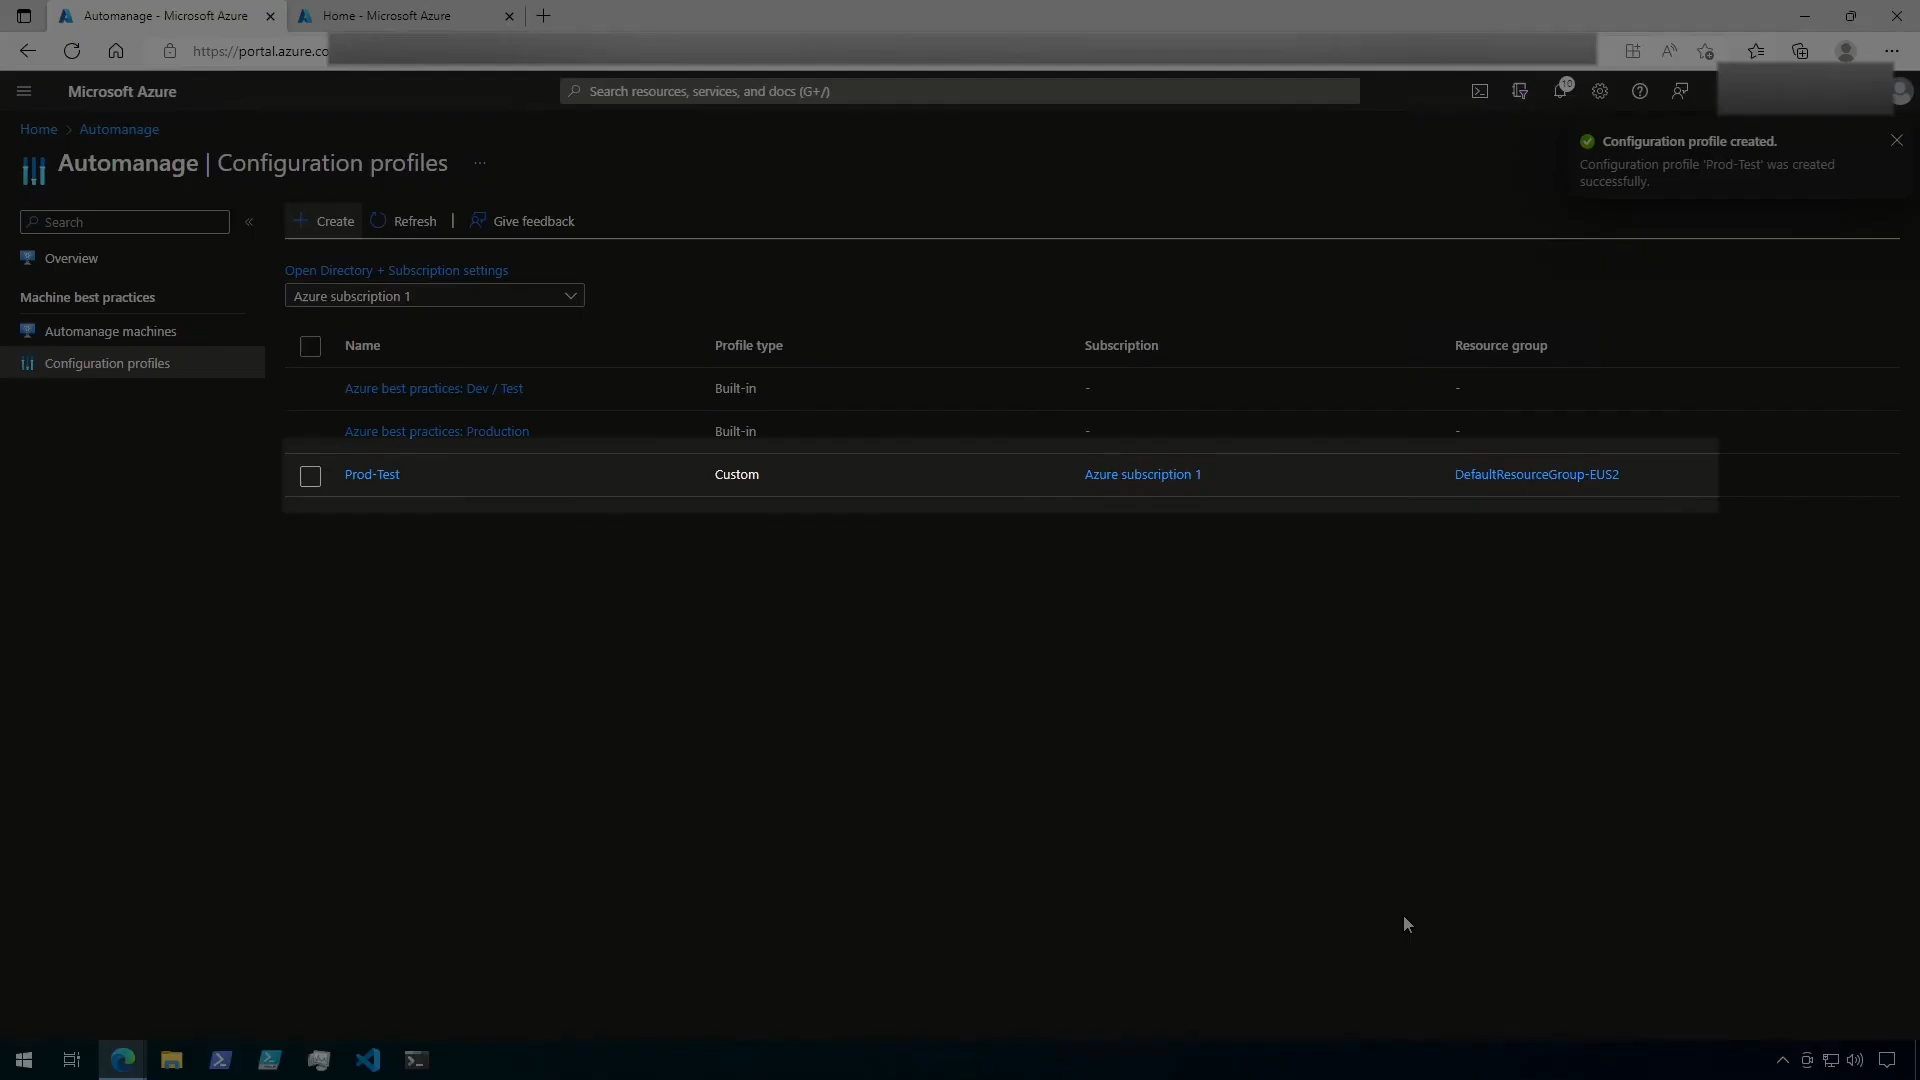 Automanage - Microsoft Azure
Home - Microsoft Azure
https://portal.azure.co
Microsoft Azure
Search resources, services, and docs (G+/)
10
Home > Automanage
Automanage | Configuration profiles ...
Configuration profile created.
Configuration profile 'Prod-Test' was created
successfully.
Search
«
Create Refresh | Give feedback
Overview
Machine best practices
Automanage machines
Configuration profiles
Open Directory + Subscription settings
Azure subscription 1
Name Profile type Subscription Resource group
Azure best practices: Dev / Test Built-in - -
Azure best practices: Production Built-in - -
Prod-Test Custom Azure subscription 1 DefaultResourceGroup-EUS2